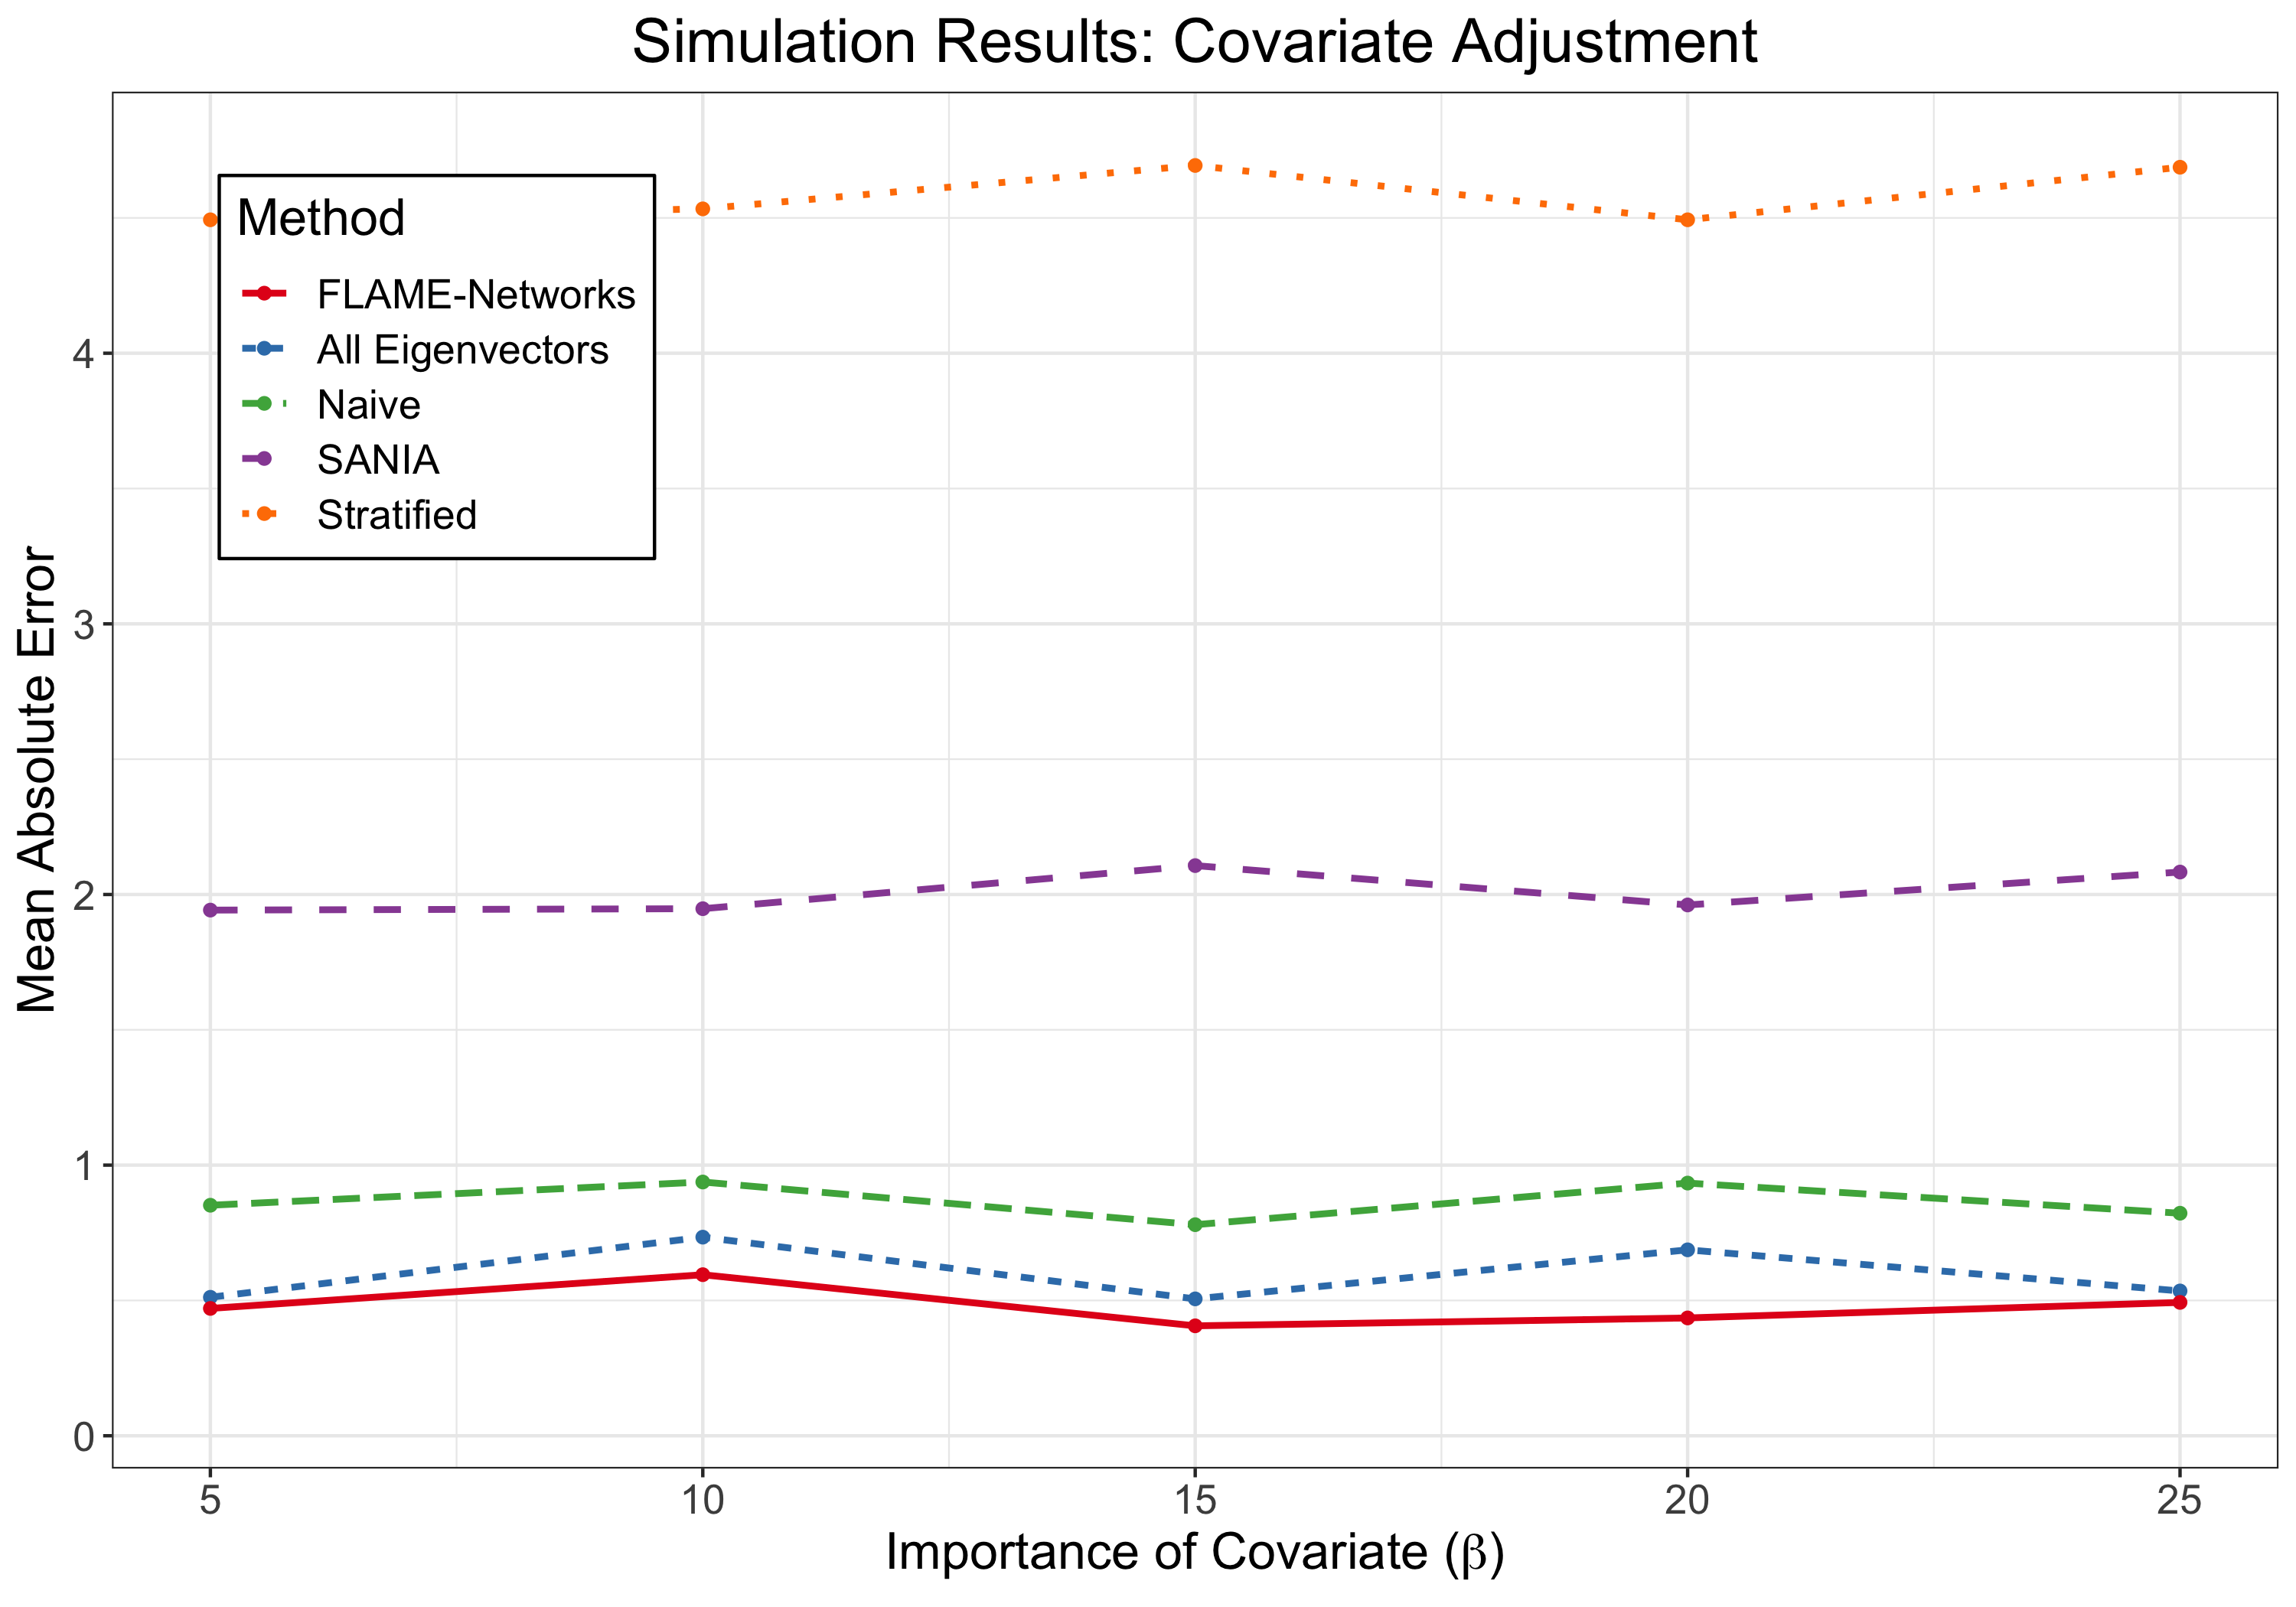 Simulation Results: Covariate Adjustment
Method
FLAME-Networks
All Eigenvectors
Naive
SANIA
Stratified
Mean Absolute Error
4
3
2
1
0
5 10 15 20 25
Importance of Covariate (β)